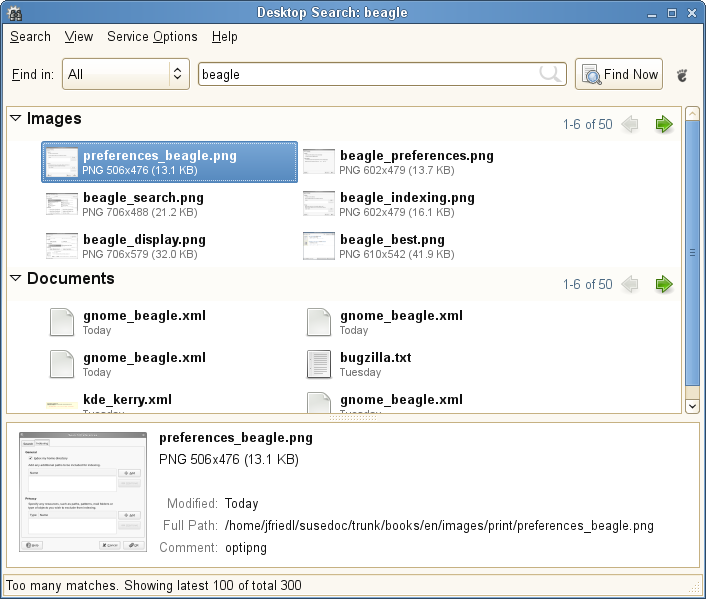 Desktop Search: beagle
Search View Service Options Help
Find in: All beagle Find Now
Images 1-6 of 50
preferences_beagle.png beagle_preferences.png
PNG 506x476 (13.1 KB) PNG 602x479 (13.7 KB)
beagle_search.png beagle_indexing.png
PNG 706x488 (21.2 KB) PNG 602x479 (16.1 KB)
beagle_display.png beagle_best.png
PNG 706x579 (32.0 KB) PNG 610x542 (41.9 KB)
Documents 1-6 of 50
gnome_beagle.xml gnome_beagle.xml
Today Today
gnome_beagle.xml bugzilla.txt
Today Tuesday
kde_kerry.xml gnome_beagle.xml
Tuesday Tuesday
preferences_beagle.png
PNG 506x476 (13.1 KB)
Modified: Today
Full Path: /home/jfriedl/susedoc/trunk/books/en/images/print/preferences_beagle.png
Comment: optipng
Too many matches. Showing latest 100 of total 300